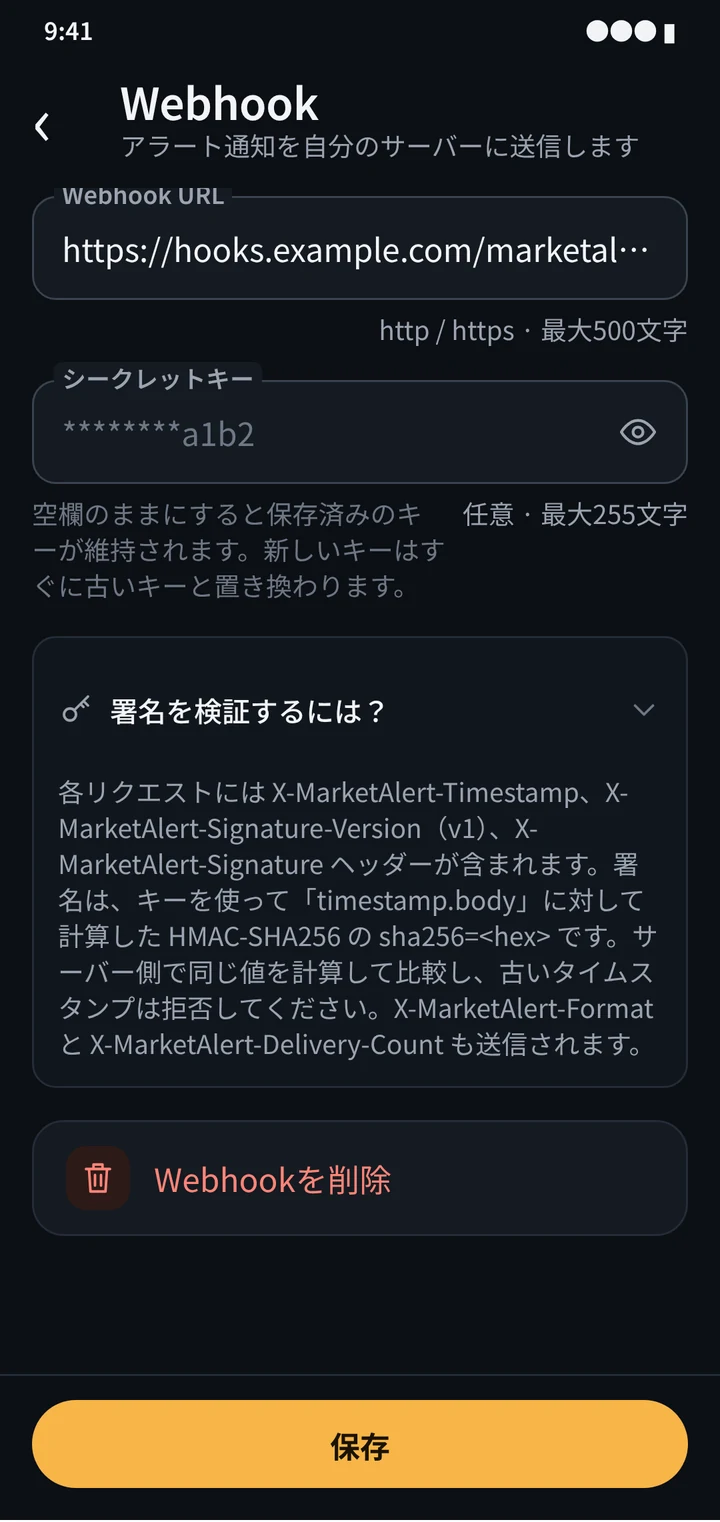 9:41
Webhook
アラート通知を自分のサーバーに送信します
Webhook URL
https://hooks.example.com/marketal…
http / https · 最大500文字
シークレットキー
********a1b2
空欄のままにすると保存済みのキ
ーが維持されます。新しいキーはす
ぐに古いキーと置き換わります。
任意 · 最大255文字
署名を検証するには？
各リクエストには X-MarketAlert-Timestamp、X-
MarketAlert-Signature-Version（v1）、X-
MarketAlert-Signature ヘッダーが含まれます。署
名は、キーを使って「timestamp.body」に対して
計算した HMAC-SHA256 の sha256=<hex> です。サ
ーバー側で同じ値を計算して比較し、古いタイムス
タンプは拒否してください。X-MarketAlert-Format
と X-MarketAlert-Delivery-Count も送信されます。
Webhookを削除
保存